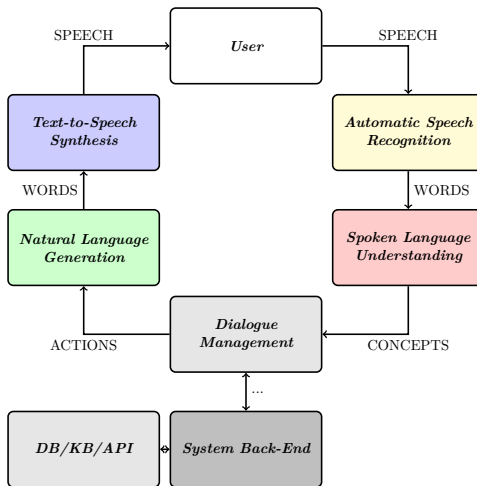 SPEECH
User
SPEECH
Text-to-Speech
Synthesis
Automatic Speech
Recognition
WORDS
WORDS
Natural Language
Generation
Spoken Language
Understanding
Dialogue
Management
ACTIONS
CONCEPTS
...
DB/KB/API
System Back-End